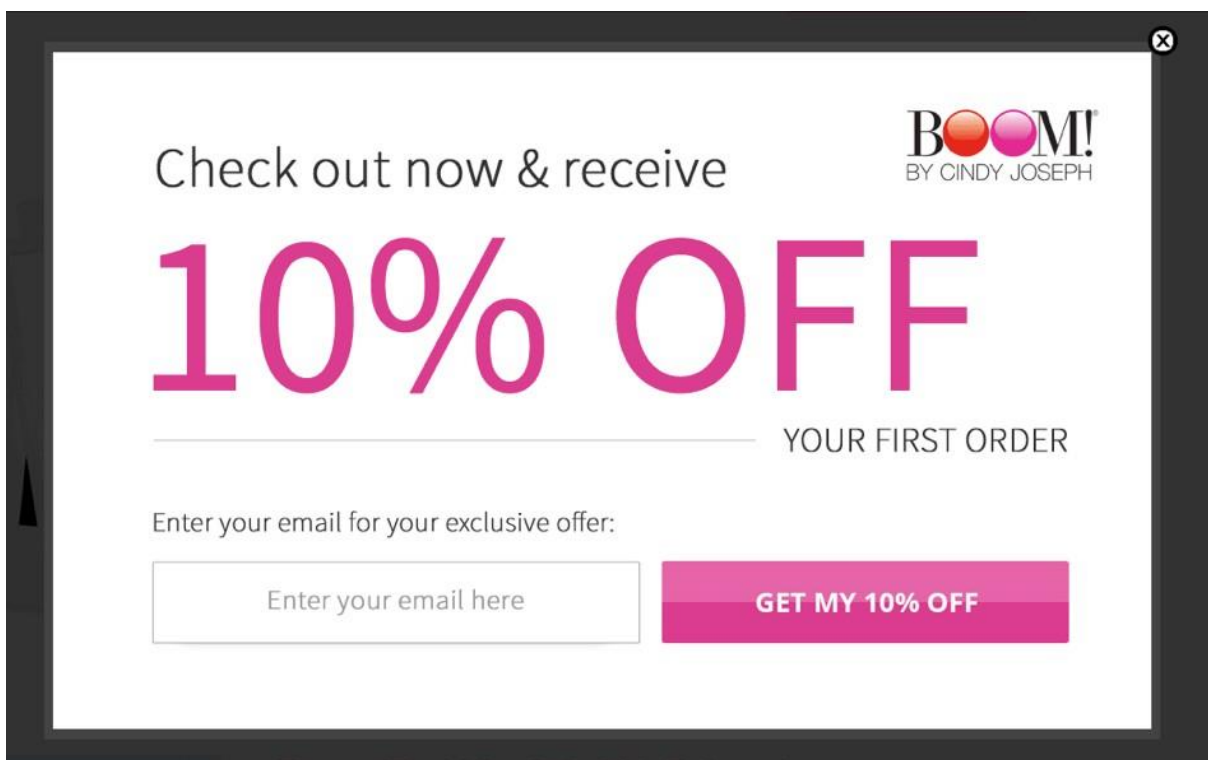 BOOM!
BY CINDY JOSEPH
Check out now & receive
10% OFF
YOUR FIRST ORDER
Enter your email for your exclusive offer:
Enter your email here
GET MY 10% OFF